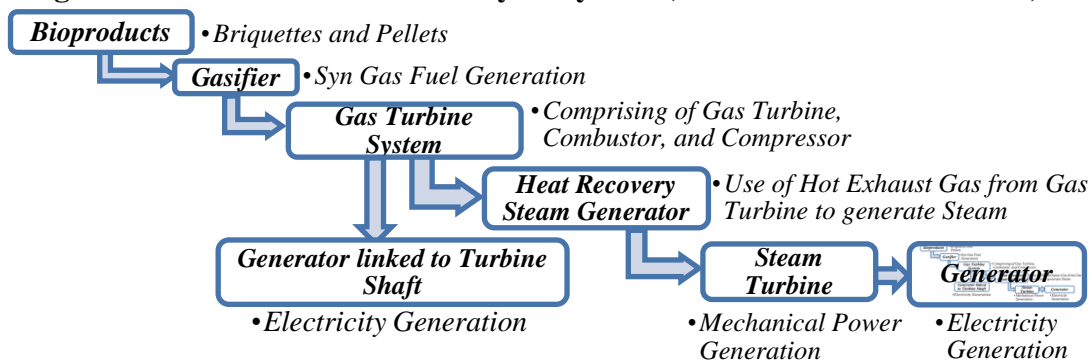 Bioproducts
•Briquettes and Pellets
Gasifier
•Syn Gas Fuel Generation
Gas Turbine
System
•Comprising of Gas Turbine,
Combustor, and Compressor
Heat Recovery
Steam Generator
•Use of Hot Exhaust Gas from Gas
Turbine to generate Steam
Generator linked to Turbine
Shaft
•Electricity Generation
Steam
Turbine
•Mechanical Power
Generation
Generator
•Electricity
Generation